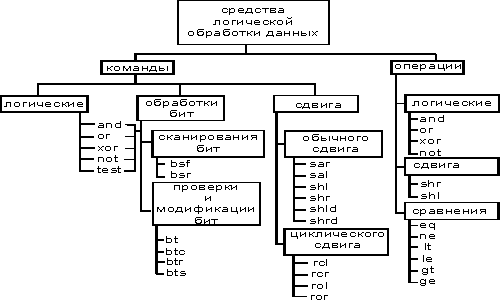 средства
логической
обработки данных
команды
операции
логические
and
or
xor
not
test
обработки
бит
сканирования
бит
bsf
bsr
проверки
и
модификации
бит
bt
btc
btr
bts
сдвига
обычного
сдвига
sar
sal
shl
shr
shld
shrd
циклического
сдвига
rcl
rcr
rol
ror
логические
and
or
xor
not
сдвига
shr
shl
сравнения
eq
ne
lt
le
gt
ge